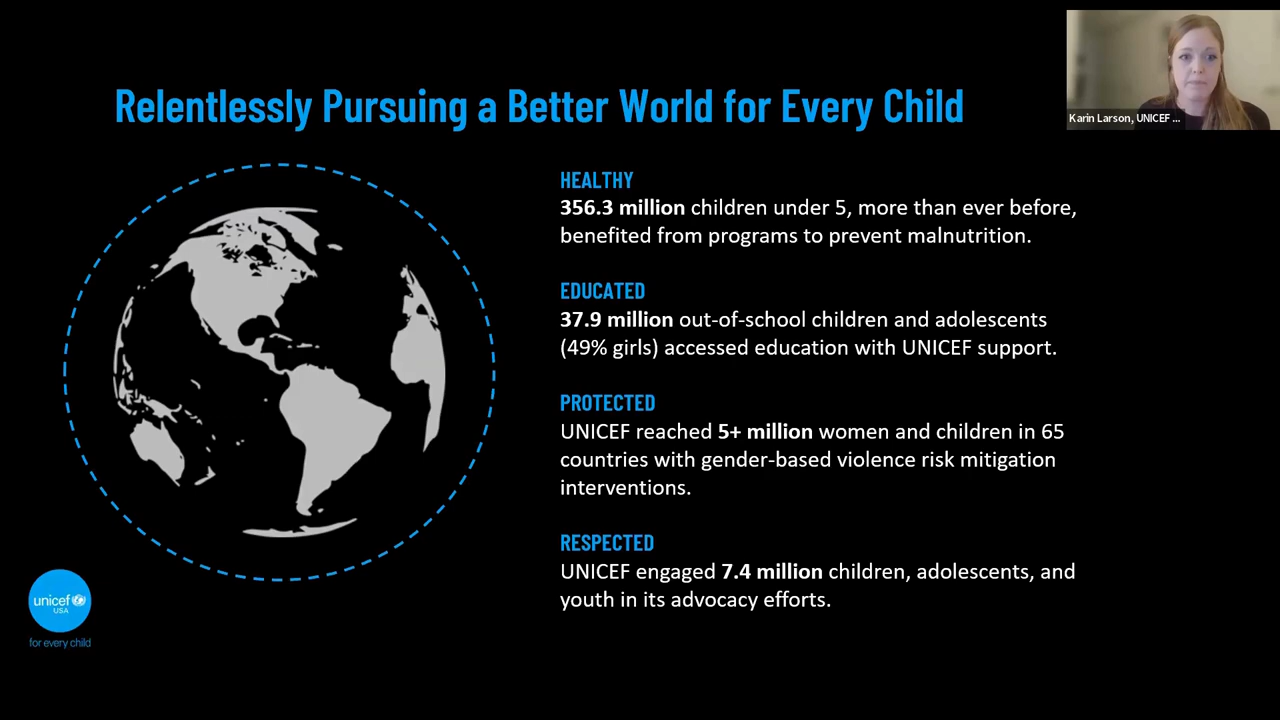 Relentlessly Pursuing a Better World for Every Child
Karin Larson, UNICEF ...
HEALTHY
356.3 million children under 5, more than ever before,
benefited from programs to prevent malnutrition.
EDUCATED
37.9 million out-of-school children and adolescents
(49% girls) accessed education with UNICEF support.
PROTECTED
UNICEF reached 5+ million women and children in 65
countries with gender-based violence risk mitigation
interventions.
RESPECTED
UNICEF engaged 7.4 million children, adolescents, and
youth in its advocacy efforts.
unicef
USA
for every child